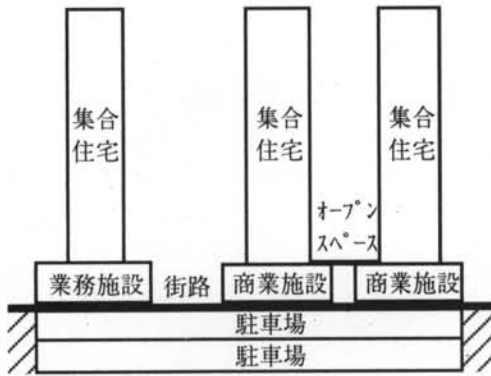 集合
住宅
集合
住宅
集合
住宅
オープン
スペース
業務施設
街路
商業施設
商業施設
駐車場
駐車場